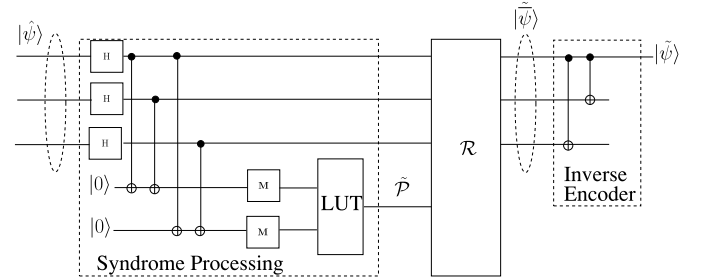 |ψ̂⟩
|ψ̅̃⟩
H
|ψ̃⟩
H
H
ℛ
|0⟩
M
LUT
𝒫̃
Inverse
Encoder
|0⟩
M
Syndrome Processing